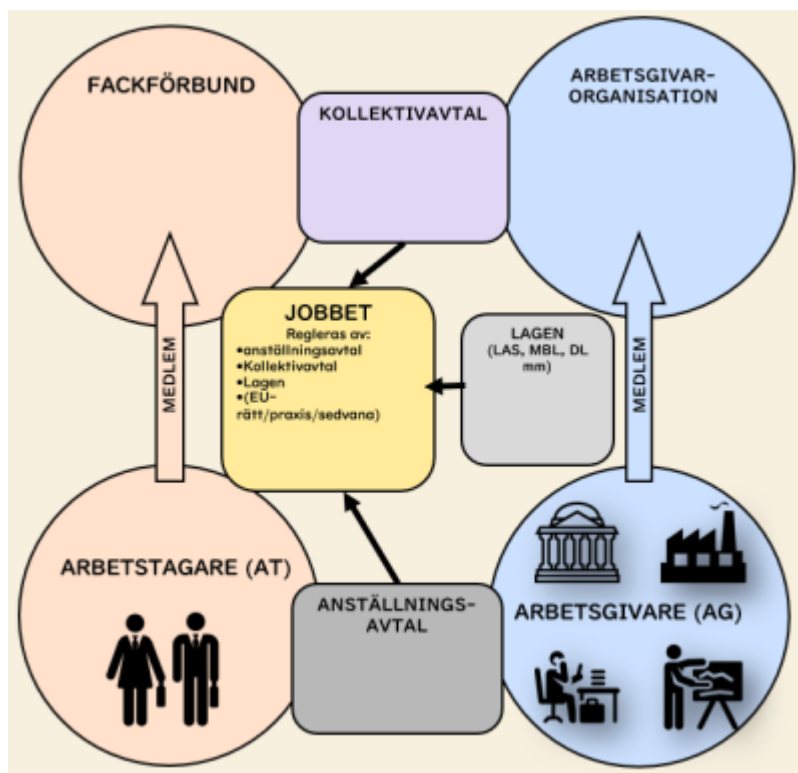 FACKFÖRBUND
ARBETSGIVAR-
ORGANISATION
KOLLEKTIVAVTAL
JOBBET
Regleras av:
•anställningsavtal
•Kollektivavtal
•Lagen
•(EU-
rätt/praxis/sedvana)
LAGEN
(LAS, MBL, DL
mm)
MEDLEM
MEDLEM
ARBETSTAGARE (AT)
ANSTÄLLNINGS-
AVTAL
ARBETSGIVARE (AG)